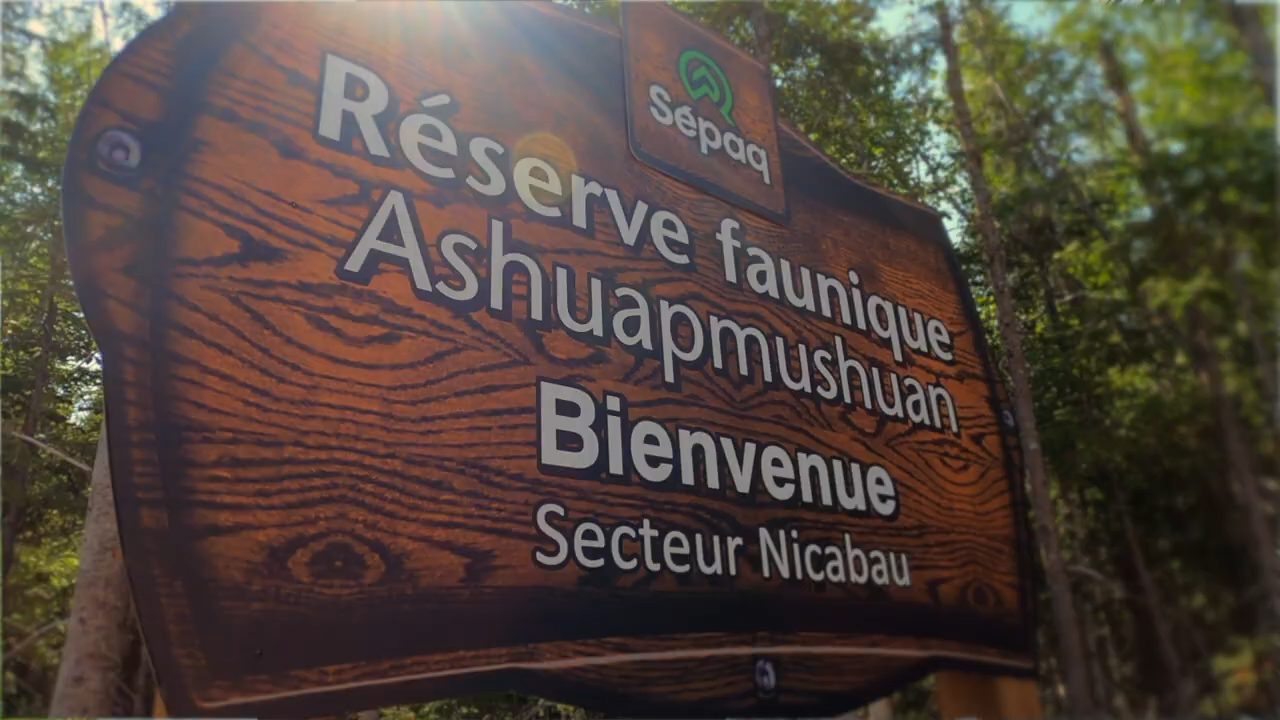 Sépaq
Réserve faunique
Ashuapmushuan
Bienvenue
Secteur Nicabau